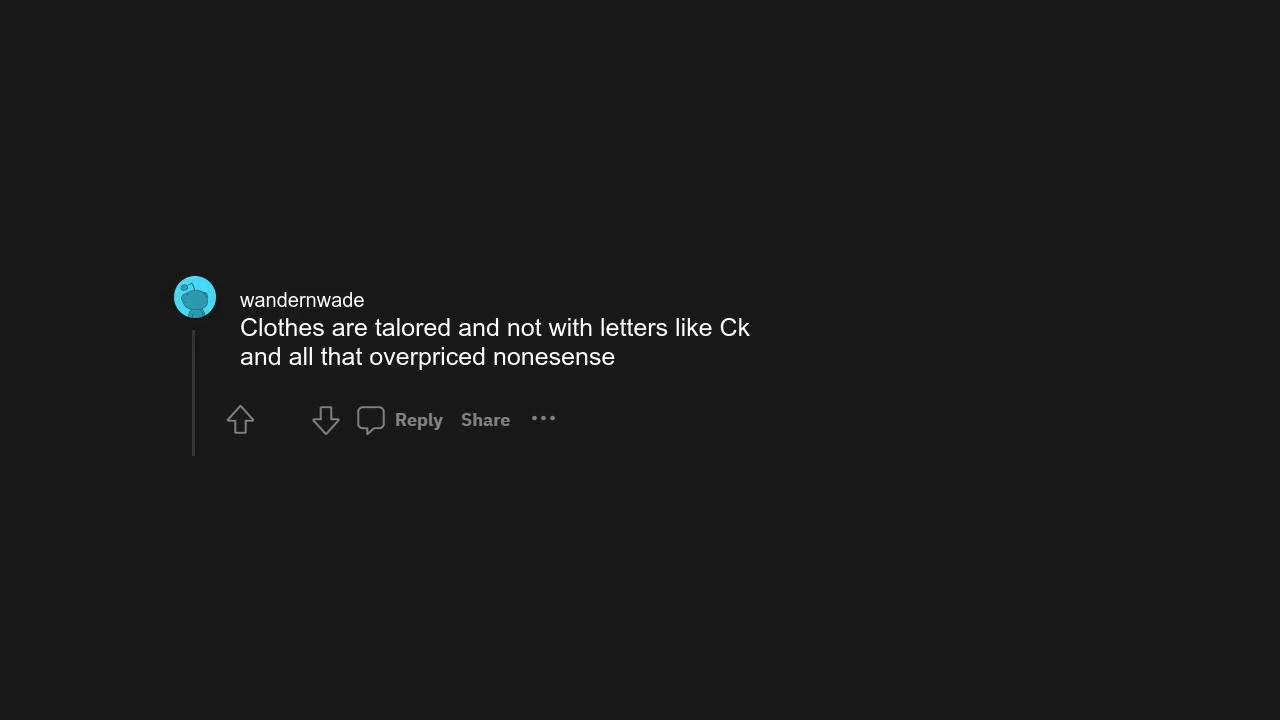 wandernwade
Clothes are talored and not with letters like Ck
and all that overpriced nonesense
Reply Share